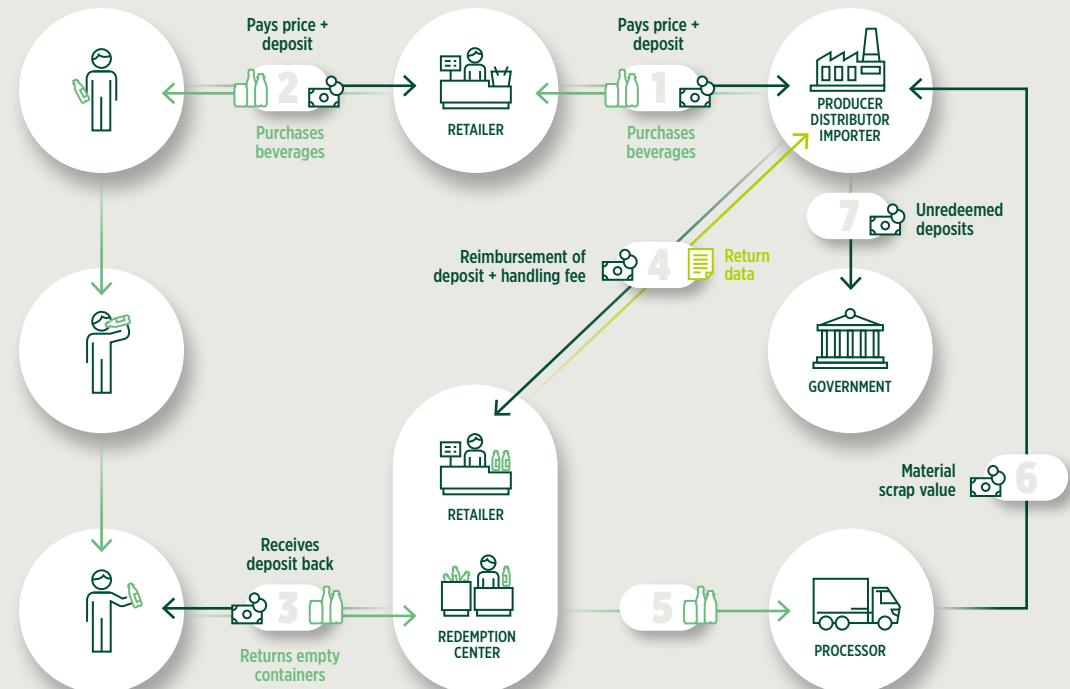 Pays price +
deposit
2
Purchases
beverages
RETAILER
Pays price +
deposit
1
Purchases
beverages
PRODUCER
DISTRIBUTOR
IMPORTER
7
Unredeemed
deposits
Reimbursement of
deposit + handling fee
4
Return
data
GOVERNMENT
RETAILER
Material
scrap value
6
Receives
deposit back
3
Returns empty
containers
REDEMPTION
CENTER
5
PROCESSOR